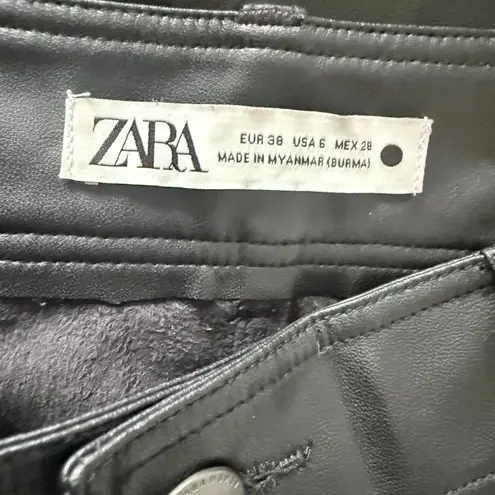 ZARA
EUR 38 USA 6 MEX 28
MADE IN MYANMAR (BURMA)